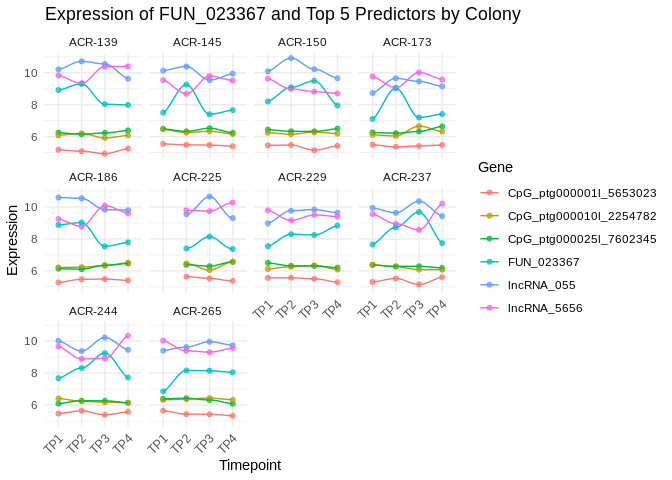 Expression of FUN_023367 and Top 5 Predictors by Colony
ACR-139 ACR-145 ACR-150 ACR-173
10
8
6
ACR-186 ACR-225 ACR-229 ACR-237
10
8
6
TP1 TP2 TP3 TP4 TP1 TP2 TP3 TP4
ACR-244 ACR-265
10
8
6
TP1 TP2 TP3 TP4 TP1 TP2 TP3 TP4
Timepoint
Expression
Gene
CpG_ptg000001l_5653023
CpG_ptg000010l_2254782
CpG_ptg000025l_7602345
FUN_023367
lncRNA_055
lncRNA_5656